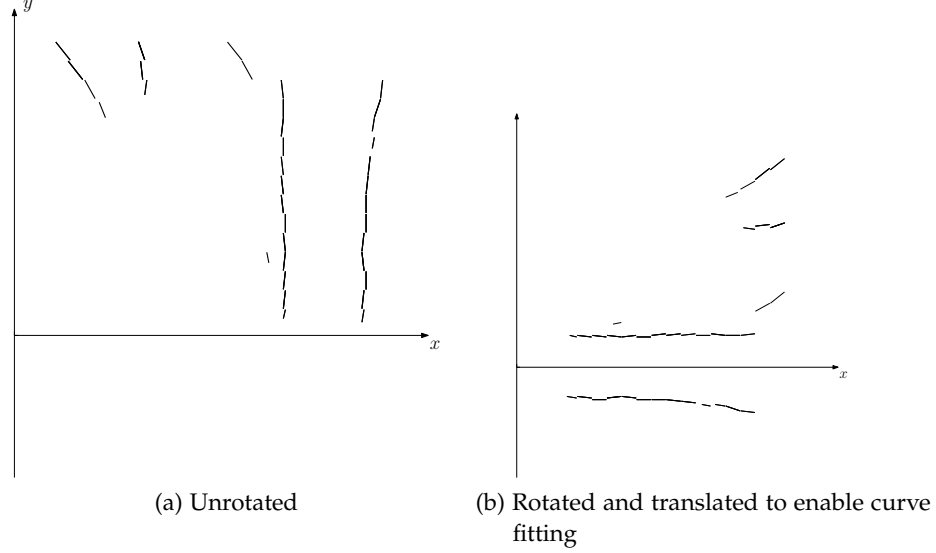 y
x
x
(a) Unrotated
(b) Rotated and translated to enable curve
fitting